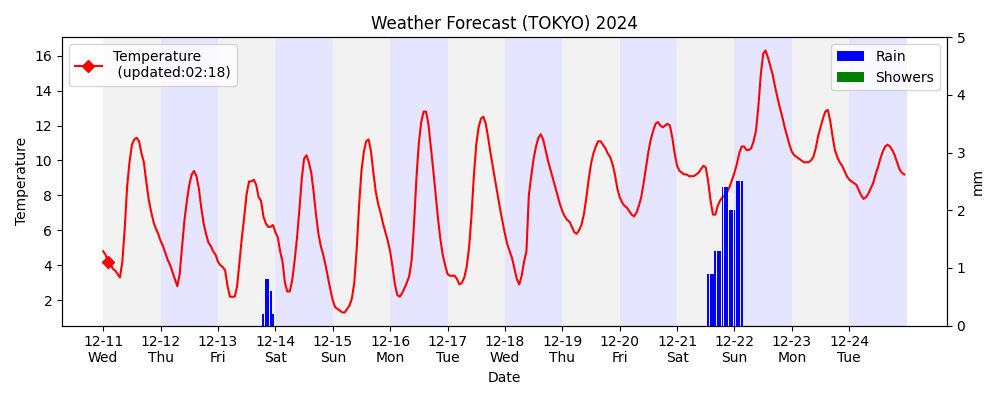 Weather Forecast (TOKYO) 2024
Temperature
(updated:02:18)
Rain
Showers
Temperature
16
14
12
10
8
6
4
2
5
4
3
2
1
0
mm
12-11 12-12 12-13 12-14 12-15 12-16 12-17 12-18 12-19 12-20 12-21 12-22 12-23 12-24
Wed Thu Fri Sat Sun Mon Tue Wed Thu Fri Sat Sun Mon Tue
Date